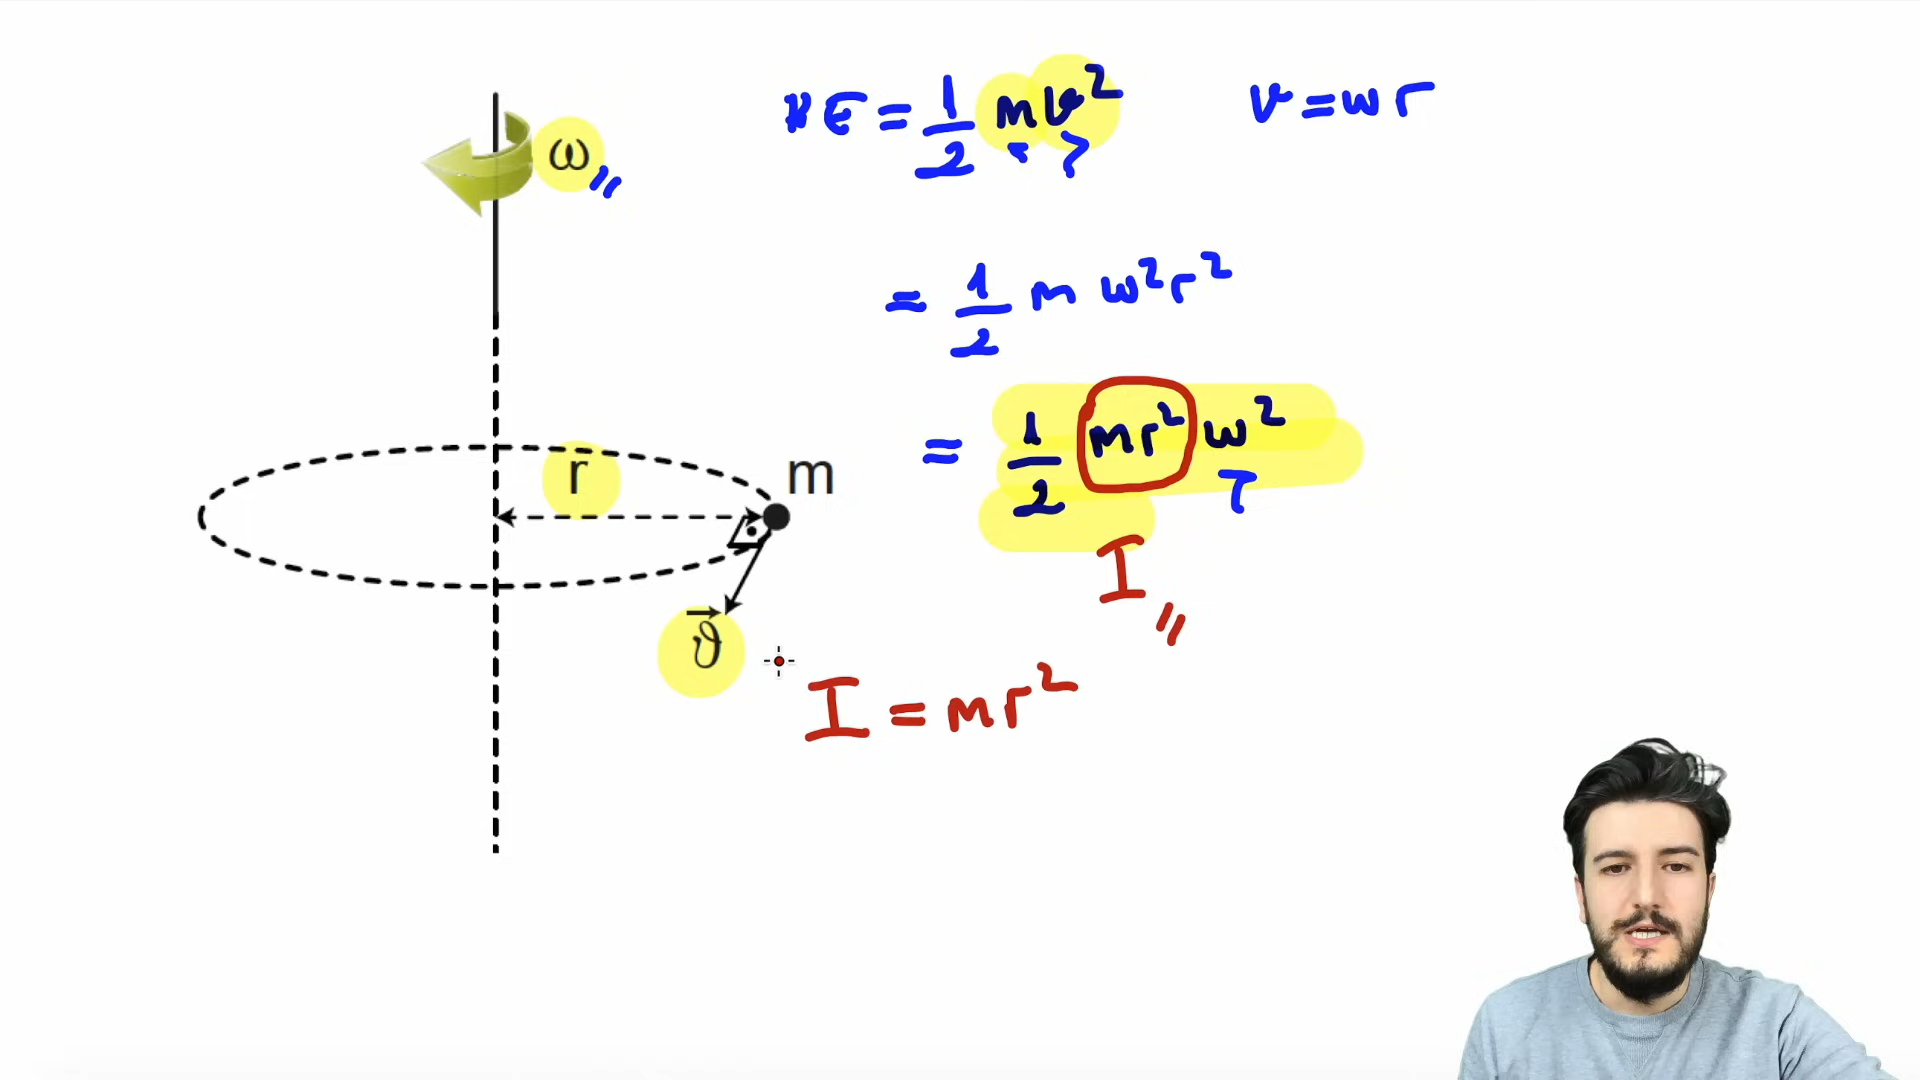 ω
KE = 1/2 mv² v = wr
= 1/2 m w²r²
= 1/2 mr² w²
r
m
I
ϑ⃗
I = mr²